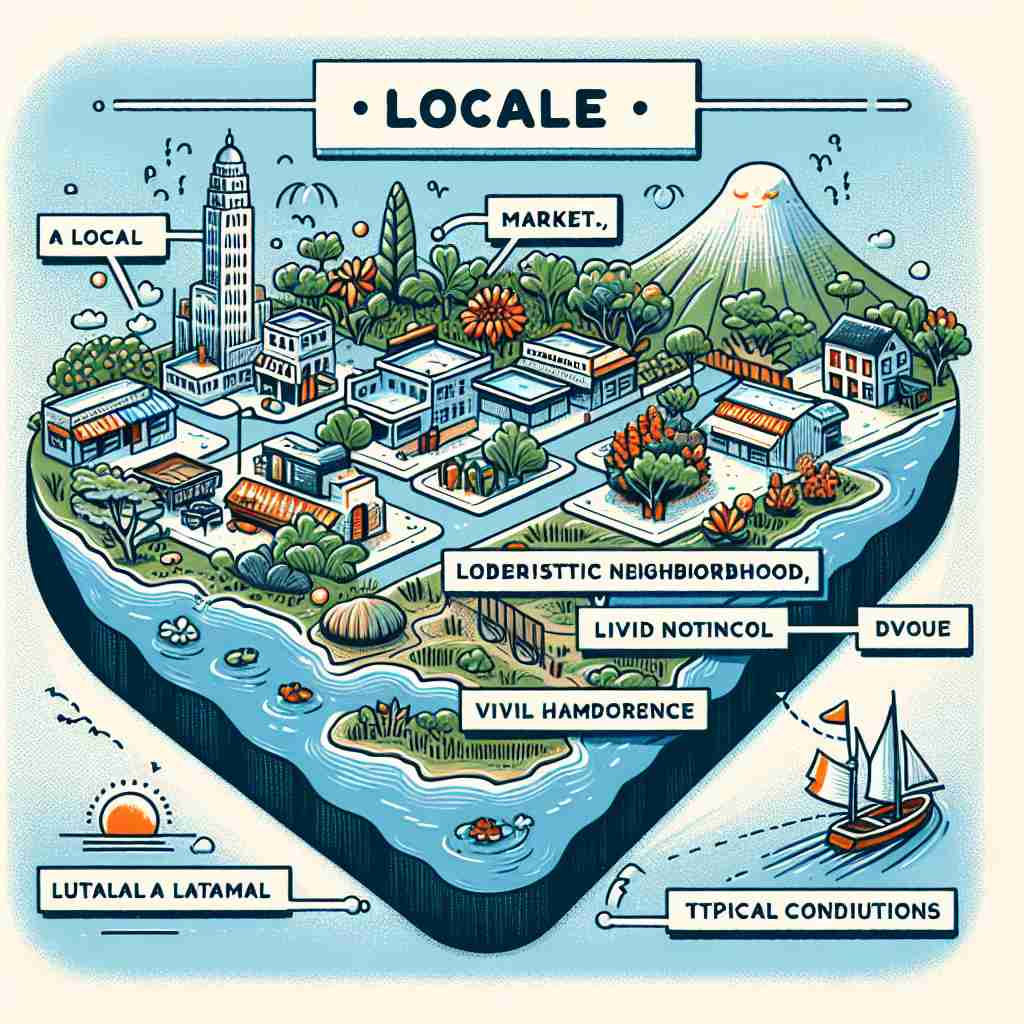 • LOCALE •
A LOCAL
MARKET.,
LODERISTTIC NEIGHBIORBHOOD,
LIVID NOTINCOL
DVOUE
VIVIL HAMDORENCE
LUTALAL A LATAMAL
TTPICAL CONDIUTIONS